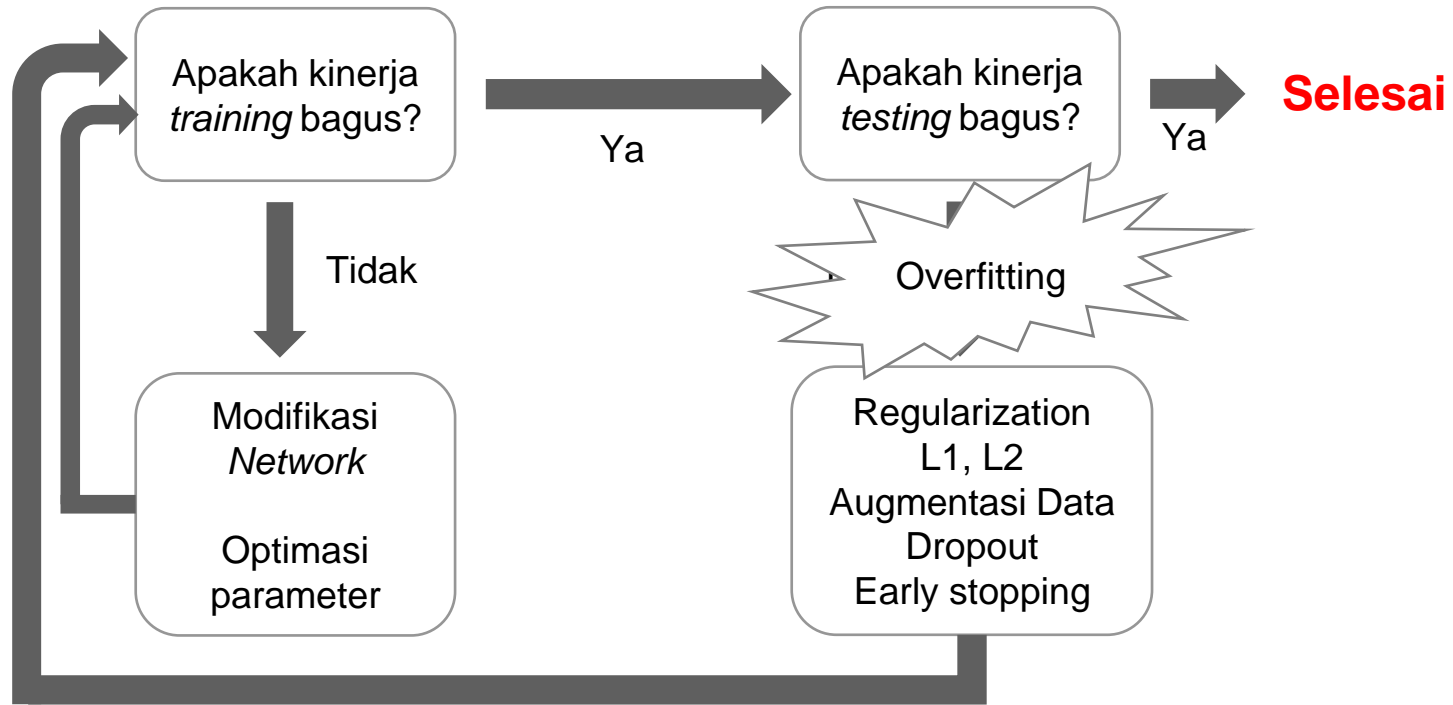 Apakah kinerja
training bagus?
Ya
Apakah kinerja
testing bagus?
Ya
Selesai
Tidak
Overfitting
Modifikasi
Network
Optimasi
parameter
Regularization
L1, L2
Augmentasi Data
Dropout
Early stopping